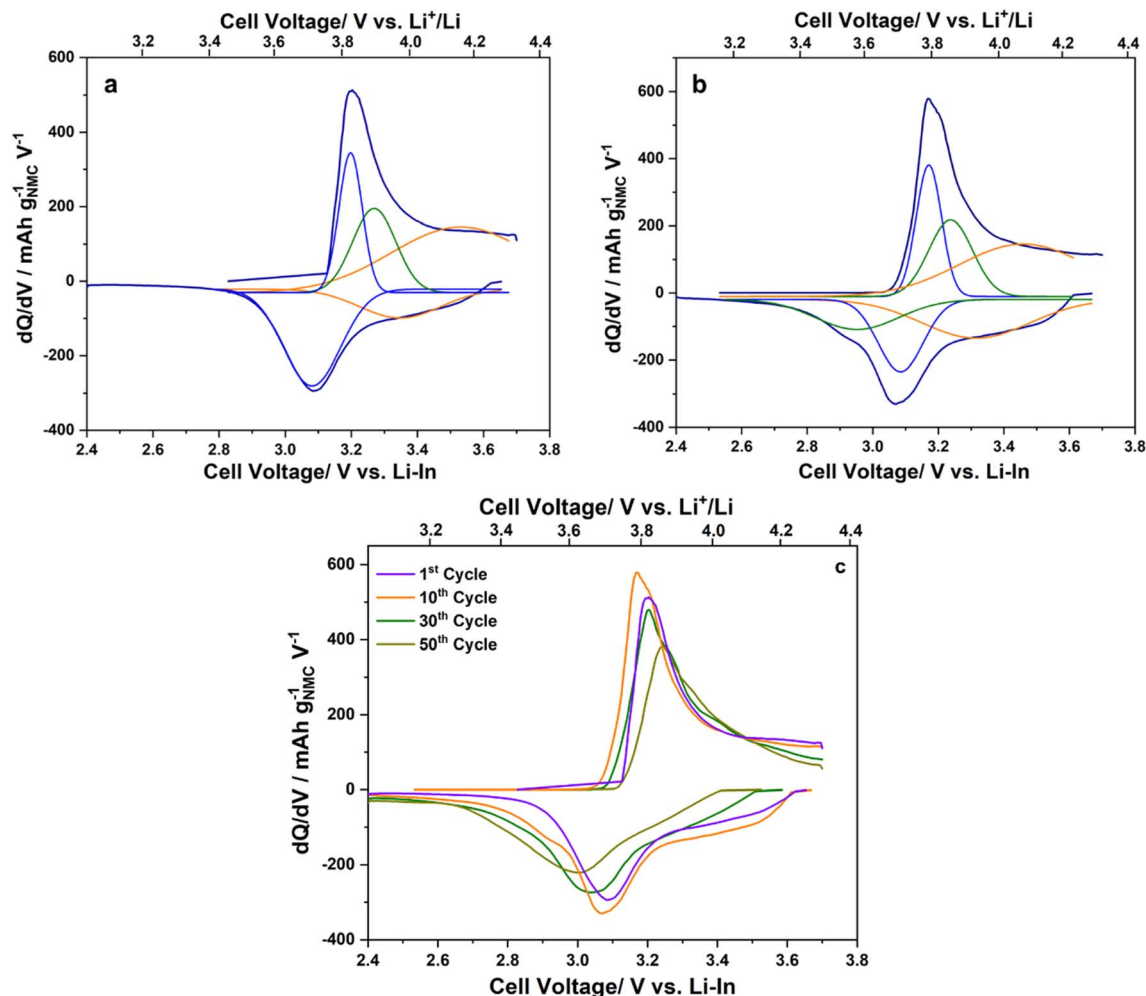 Cell Voltage/ V vs. Li⁺/Li
3.2 3.4 3.6 3.8 4.0 4.2 4.4
a
600
400
200
0
-200
-400
dQ/dV / mAh g⁻¹NMC V⁻¹
2.4 2.6 2.8 3.0 3.2 3.4 3.6 3.8
Cell Voltage/ V vs. Li-In
Cell Voltage/ V vs. Li⁺/Li
3.2 3.4 3.6 3.8 4.0 4.2 4.4
b
600
400
200
0
-200
-400
dQ/dV / mAh g⁻¹NMC V⁻¹
2.4 2.6 2.8 3.0 3.2 3.4 3.6 3.8
Cell Voltage/ V vs. Li-In
Cell Voltage/ V vs. Li⁺/Li
3.2 3.4 3.6 3.8 4.0 4.2 4.4
c
1st Cycle
10th Cycle
30th Cycle
50th Cycle
600
400
200
0
-200
-400
dQ/dV / mAh g⁻¹NMC V⁻¹
2.4 2.6 2.8 3.0 3.2 3.4 3.6 3.8
Cell Voltage/ V vs. Li-In